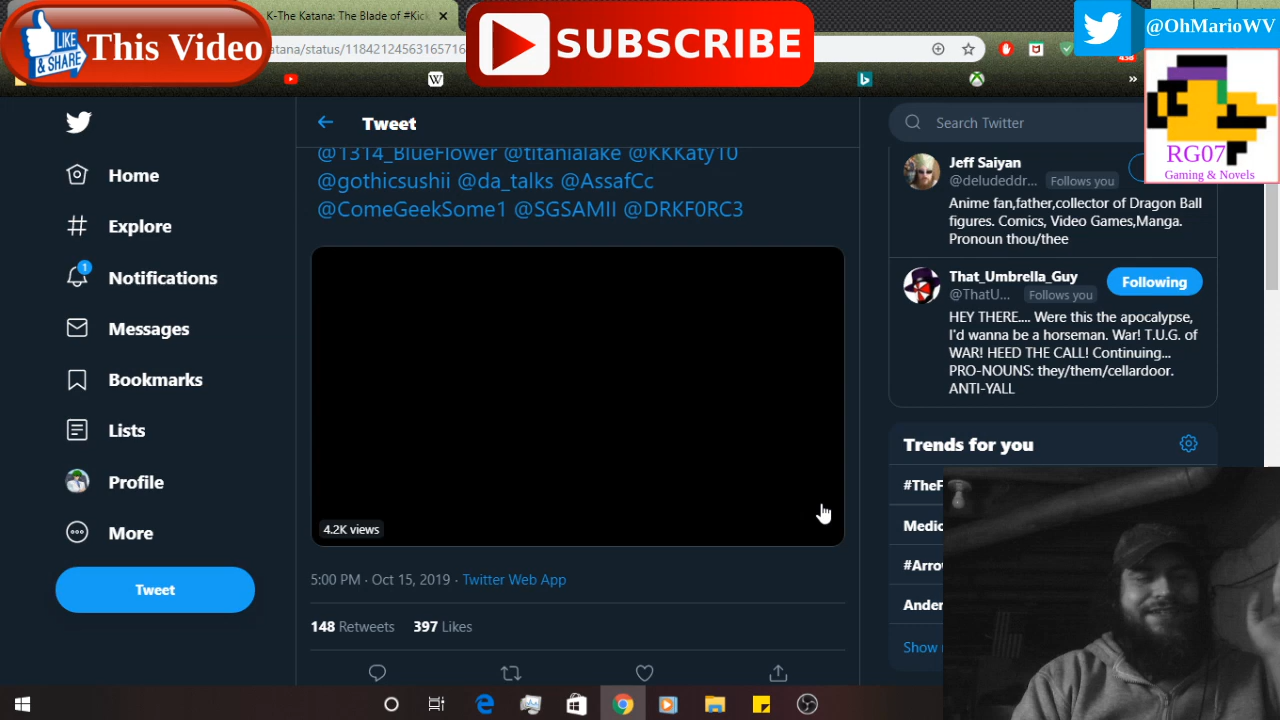 K-The Katana: The Blade of #Kick
LIKE & SHARE
This Video
SUBSCRIBE
@OhMarioWV
RG07
Gaming & Novels
atana/status/11842124563165716
Tweet
Search Twitter
Home
Explore
Notifications
1
Messages
Bookmarks
Lists
Profile
More
Tweet
@1314_BlueFlower @titanialake @KKKaty10
@gothicsushii @da_talks @AssafCc
@ComeGeekSome1 @SGSAMII @DRKF0RC3
4.2K views
5:00 PM · Oct 15, 2019 · Twitter Web App
148 Retweets 397 Likes
Jeff Saiyan
@deludeddr... Follows you
Anime fan,father,collector of Dragon Ball
figures. Comics, Video Games,Manga.
Pronoun thou/thee
That_Umbrella_Guy
@ThatU... Follows you
Following
HEY THERE.... Were this the apocalypse,
I'd wanna be a horseman. War! T.U.G. of
WAR! HEED THE CALL! Continuing...
PRO-NOUNS: they/them/cellardoor.
ANTI-YALL
Trends for you
#TheF
Medic
#Arro
Ander
Show